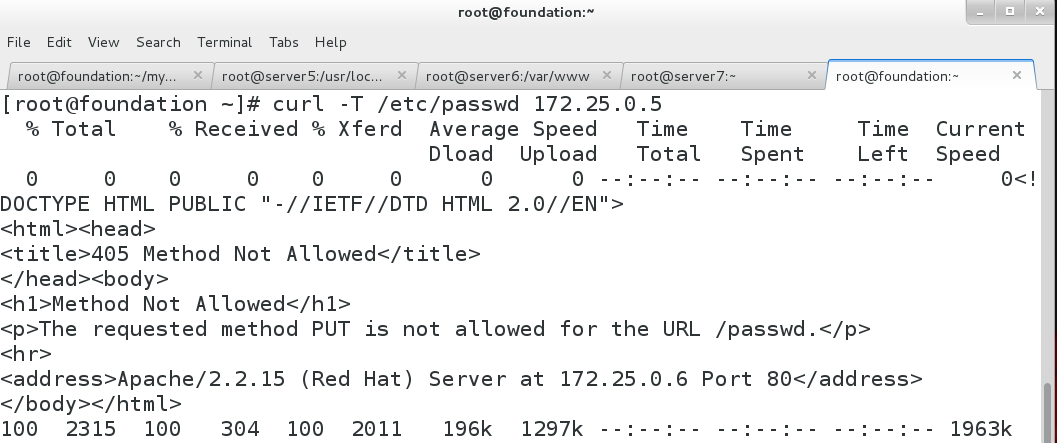 root@foundation:~
File Edit View Search Terminal Tabs Help
root@foundation:~/my... root@server5:/usr/loc... root@server6:/var/www root@server7:~ root@foundation:~
[root@foundation ~]# curl -T /etc/passwd 172.25.0.5
% Total % Received % Xferd Average Speed Time Time Time Current
Dload Upload Total Spent Left Speed
0 0 0 0 0 0 0 0 --:--:-- --:--:-- --:--:-- 0<!
DOCTYPE HTML PUBLIC "-//IETF//DTD HTML 2.0//EN">
<html><head>
<title>405 Method Not Allowed</title>
</head><body>
<h1>Method Not Allowed</h1>
<p>The requested method PUT is not allowed for the URL /passwd.</p>
<hr>
<address>Apache/2.2.15 (Red Hat) Server at 172.25.0.6 Port 80</address>
</body></html>
100 2315 100 304 100 2011 196k 1297k --:--:-- --:--:-- --:--:-- 1963k